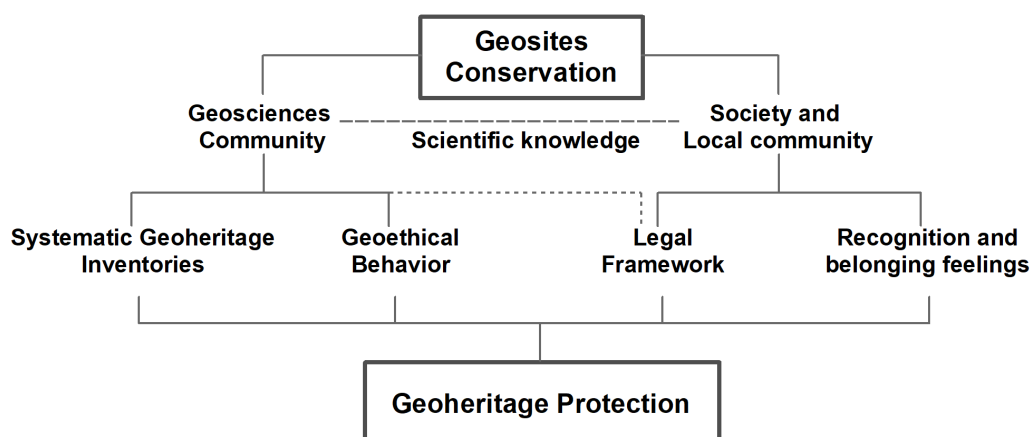 Geosites
Conservation
Geosciences
Community
Scientific knowledge
Society and
Local community
Systematic Geoheritage
Inventories
Geoethical
Behavior
Legal
Framework
Recognition and
belonging feelings
Geoheritage Protection